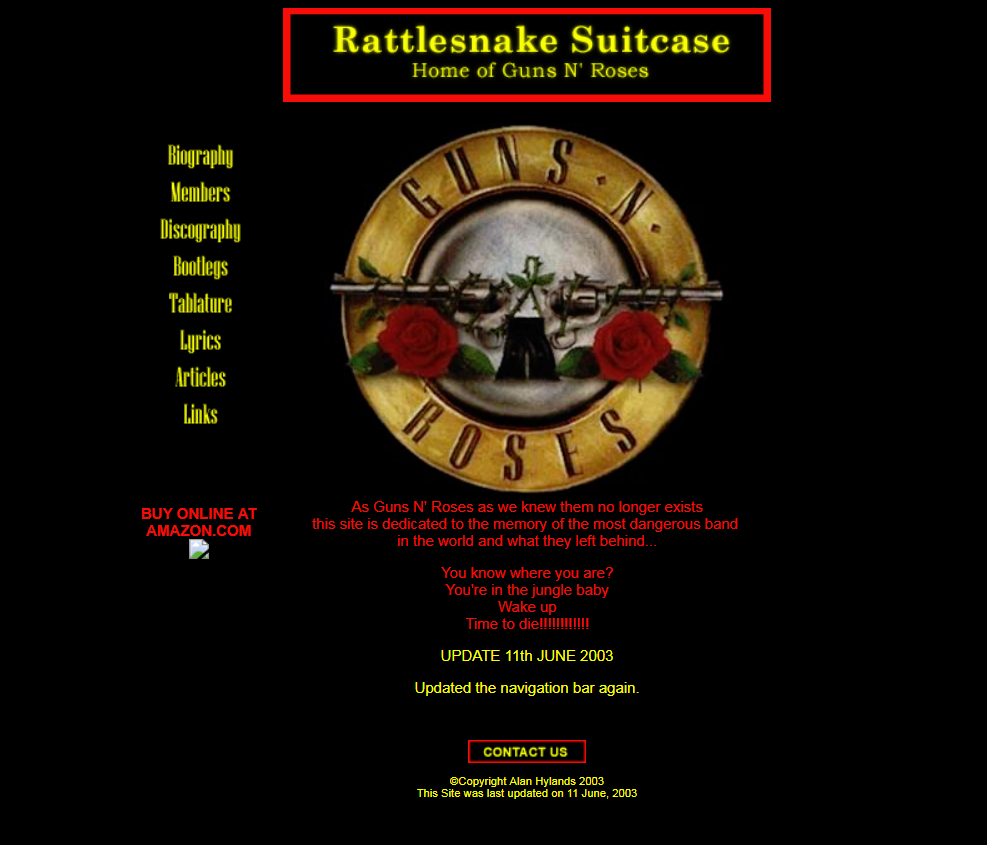 Rattlesnake Suitcase
Home of Guns N' Roses
Biography
Members
Discography
Bootlegs
Tablature
Lyrics
Articles
Links
BUY ONLINE AT
AMAZON.COM
GUNS · N ·
ROSES
As Guns N' Roses as we knew them no longer exists
this site is dedicated to the memory of the most dangerous band
in the world and what they left behind...
You know where you are?
You're in the jungle baby
Wake up
Time to die!!!!!!!!!!!!
UPDATE 11th JUNE 2003
Updated the navigation bar again.
CONTACT US
©Copyright Alan Hylands 2003
This Site was last updated on 11 June, 2003